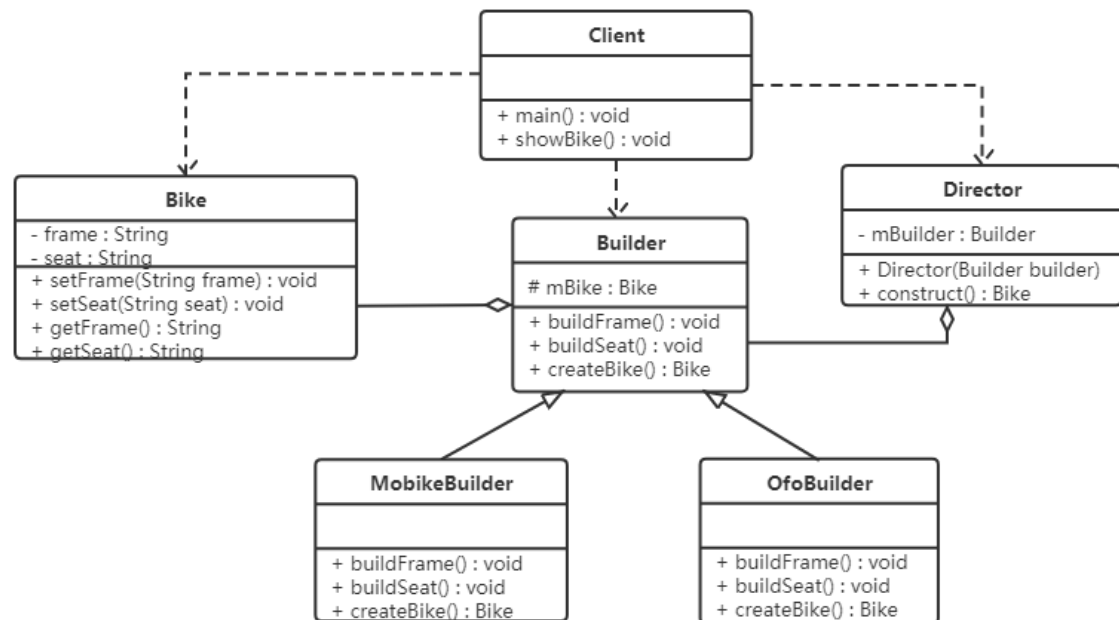 Client
+ main() : void
+ showBike() : void
Bike
- frame : String
- seat : String
+ setFrame(String frame) : void
+ setSeat(String seat) : void
+ getFrame() : String
+ getSeat() : String
Builder
# mBike : Bike
+ buildFrame() : void
+ buildSeat() : void
+ createBike() : Bike
Director
- mBuilder : Builder
+ Director(Builder builder)
+ construct() : Bike
MobikeBuilder
+ buildFrame() : void
+ buildSeat() : void
+ createBike() : Bike
OfoBuilder
+ buildFrame() : void
+ buildSeat() : void
+ createBike() : Bike